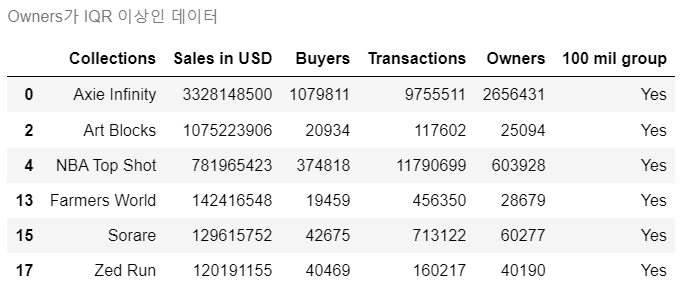 Owners가 IQR 이상인 데이터
Collections Sales in USD Buyers Transactions Owners 100 mil group
0 Axie Infinity 3328148500 1079811 9755511 2656431 Yes
2 Art Blocks 1075223906 20934 117602 25094 Yes
4 NBA Top Shot 781965423 374818 11790699 603928 Yes
13 Farmers World 142416548 19459 456350 28679 Yes
15 Sorare 129615752 42675 713122 60277 Yes
17 Zed Run 120191155 40469 160217 40190 Yes